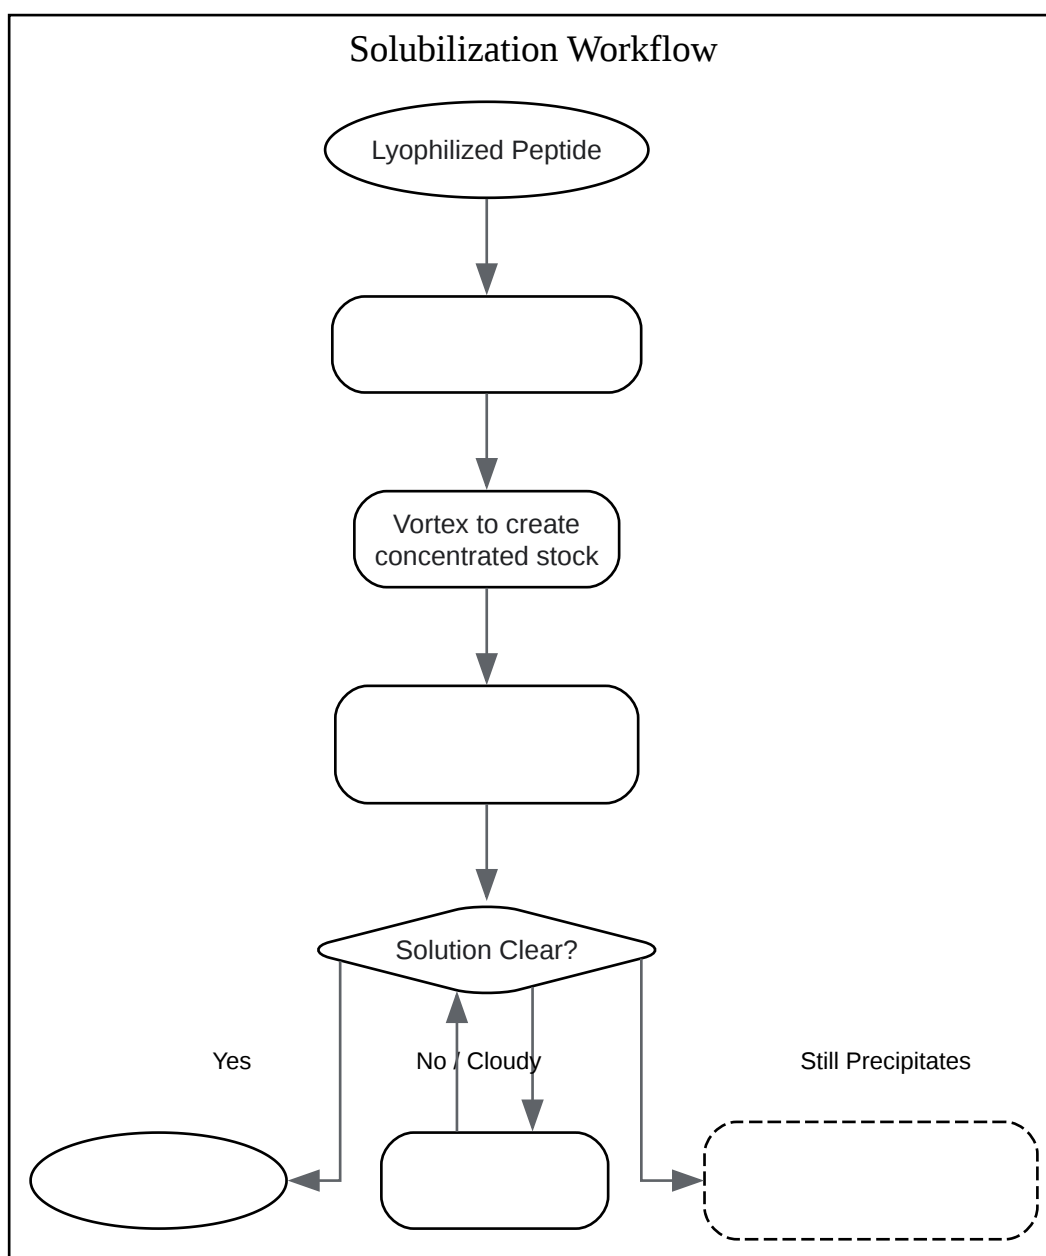 Solubilization Workflow
Lyophilized Peptide
Vortex to create
concentrated stock
Solution Clear?
Yes
No / Cloudy
Still Precipitates